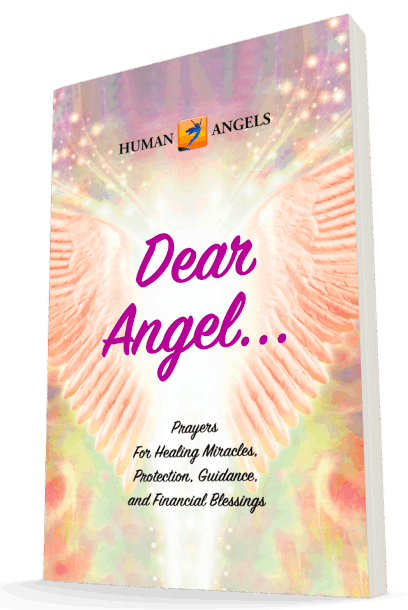 HUMAN ANGELS
Dear
Angel...
Prayers
For Healing Miracles,
Protection, Guidance,
and Financial Blessings